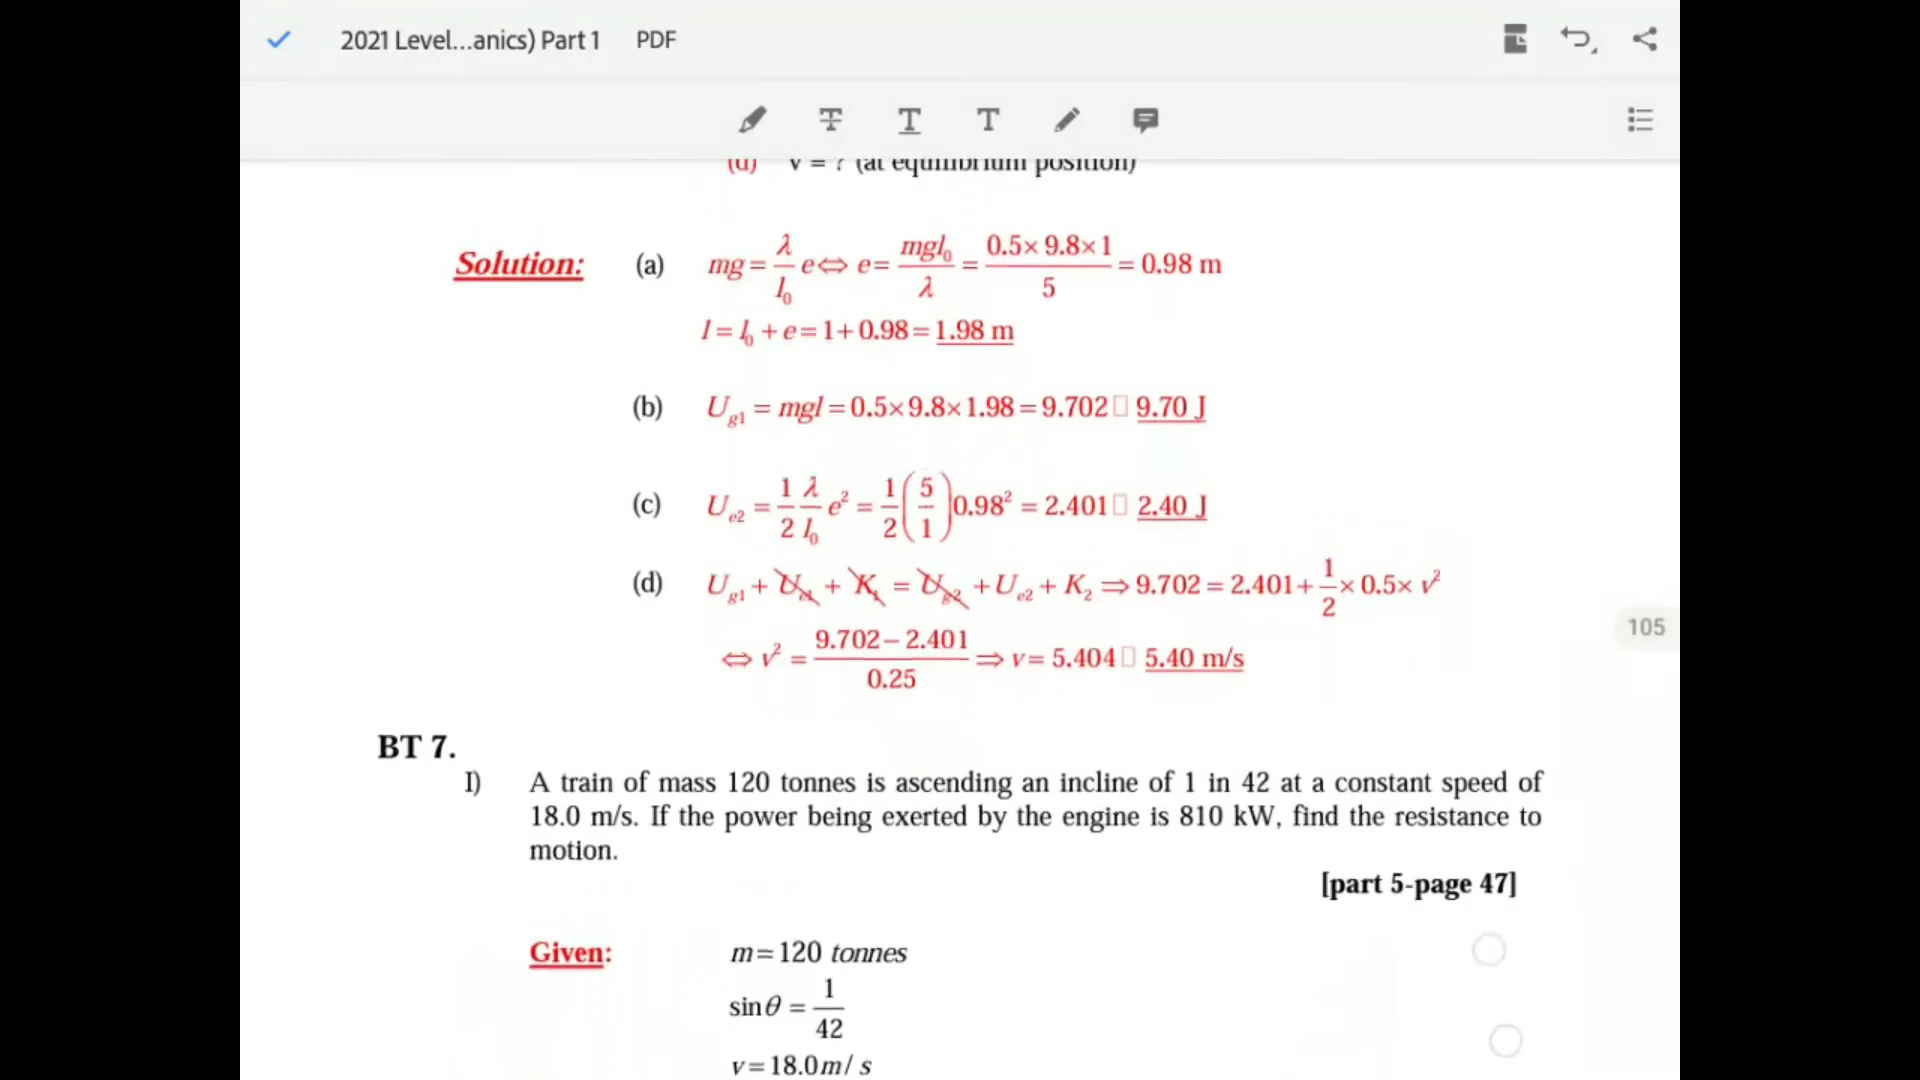 2021 Level...anics) Part 1 PDF
(d) v = ? (at equilibrium position)
Solution: (a) mg = λ/l₀ e ⇔ e = mgl₀/λ = 0.5× 9.8×1/5 = 0.98 m
l = l₀ + e = 1+ 0.98 = 1.98 m
(b) U_g1 = mgl = 0.5×9.8×1.98 = 9.702 □ 9.70 J
(c) U_e2 = 1/2 λ/l₀ e² = 1/2 (5/1) 0.98² = 2.401 □ 2.40 J
(d) U_g1 + U_e1 + K_1 = U_g2 + U_e2 + K_2 ⇒ 9.702 = 2.401+ 1/2 × 0.5× v²
⇔ v² = 9.702 – 2.401/0.25 ⇒ v = 5.404 □ 5.40 m/s
105
BT 7.
I) A train of mass 120 tonnes is ascending an incline of 1 in 42 at a constant speed of
18.0 m/s. If the power being exerted by the engine is 810 kW, find the resistance to
motion.
[part 5-page 47]
Given: m = 120 tonnes
sin θ = 1/42
v = 18.0 m/ s